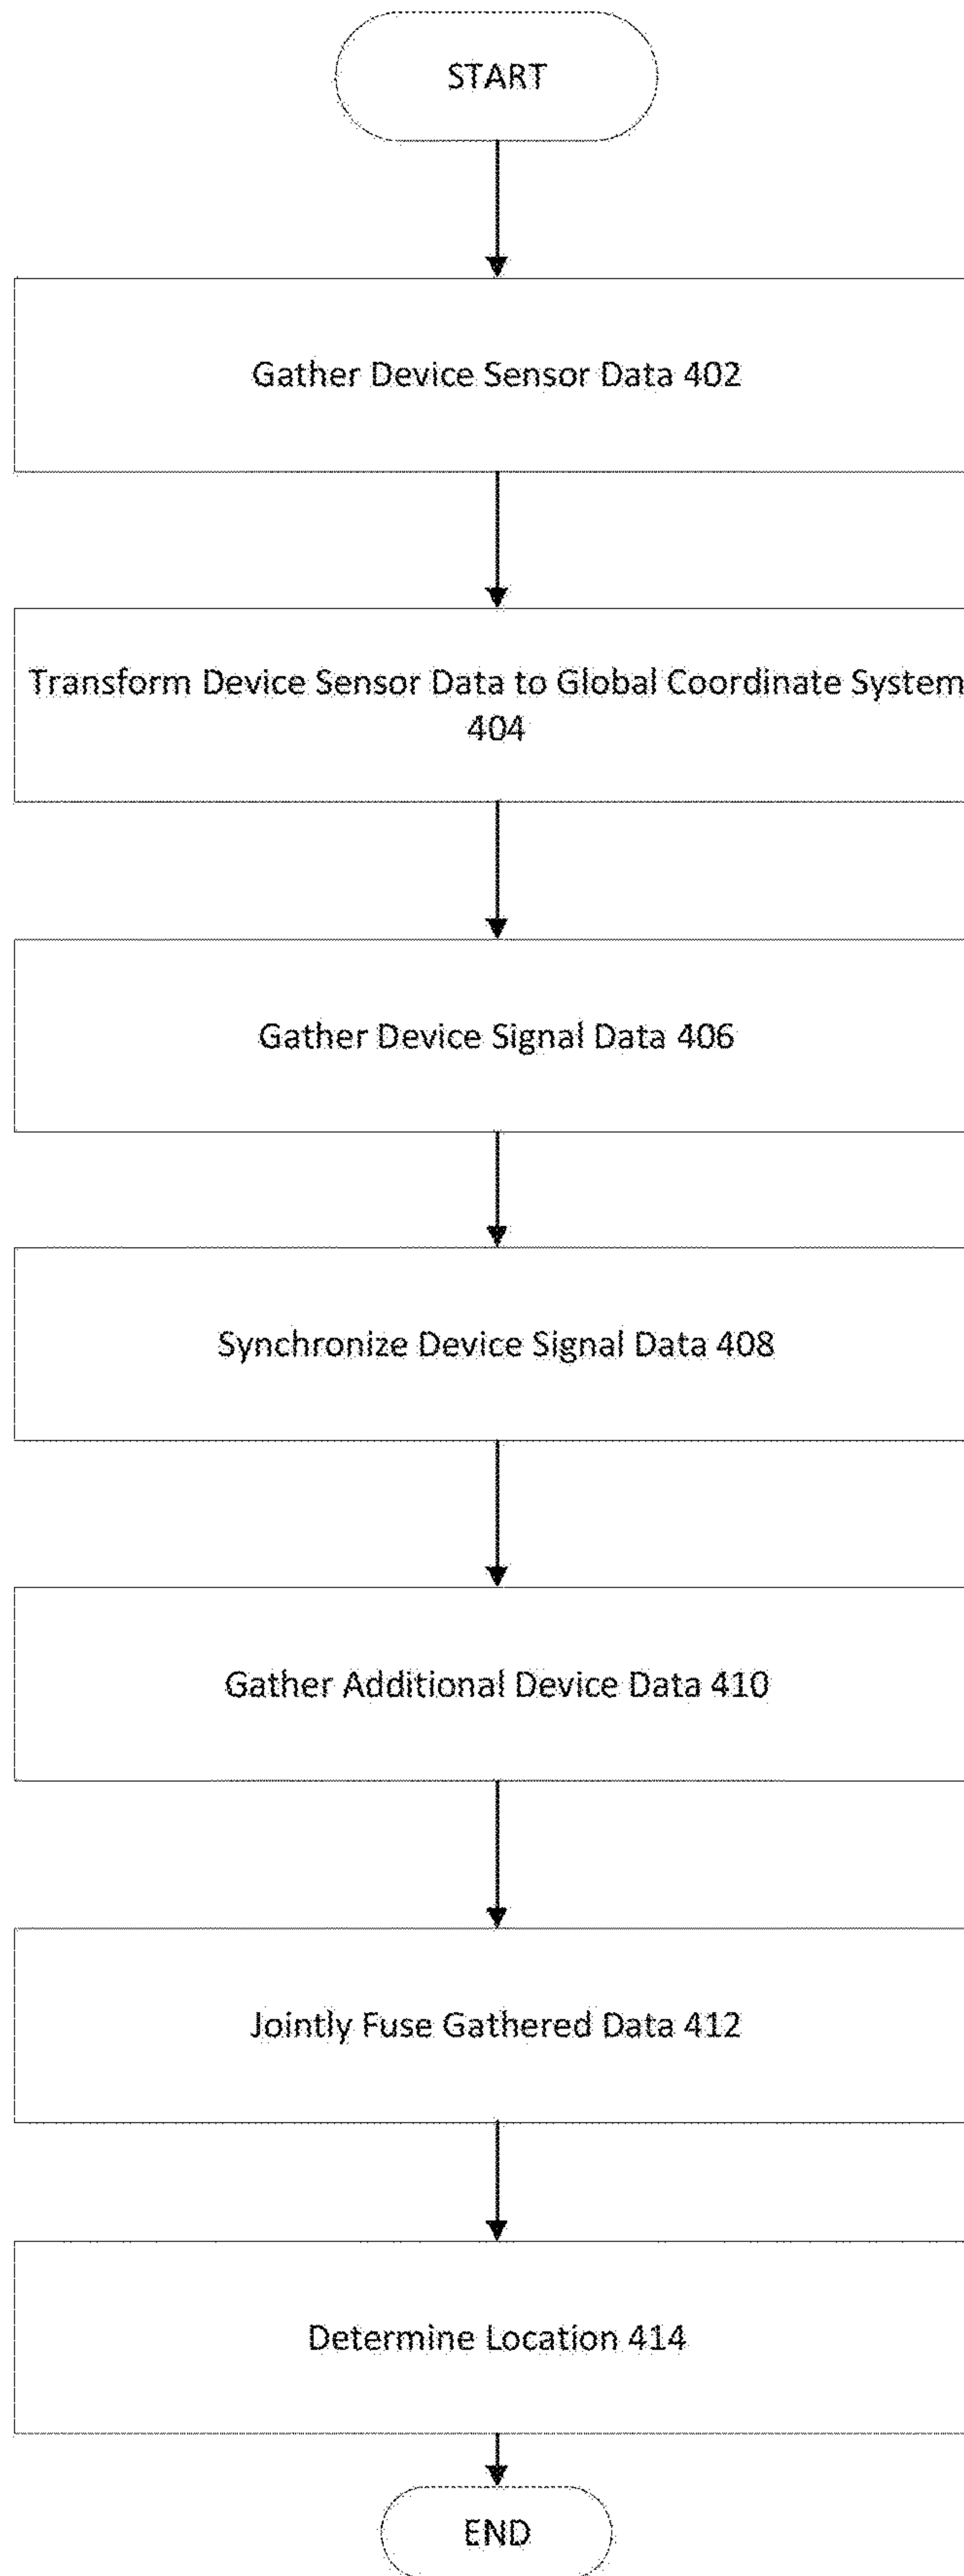 START
Gather Device Sensor Data 402
Transform Device Sensor Data to Global Coordinate System
404
Gather Device Signal Data 406
Synchronize Device Signal Data 408
Gather Additional Device Data 410
Jointly Fuse Gathered Data 412
Determine Location 414
END